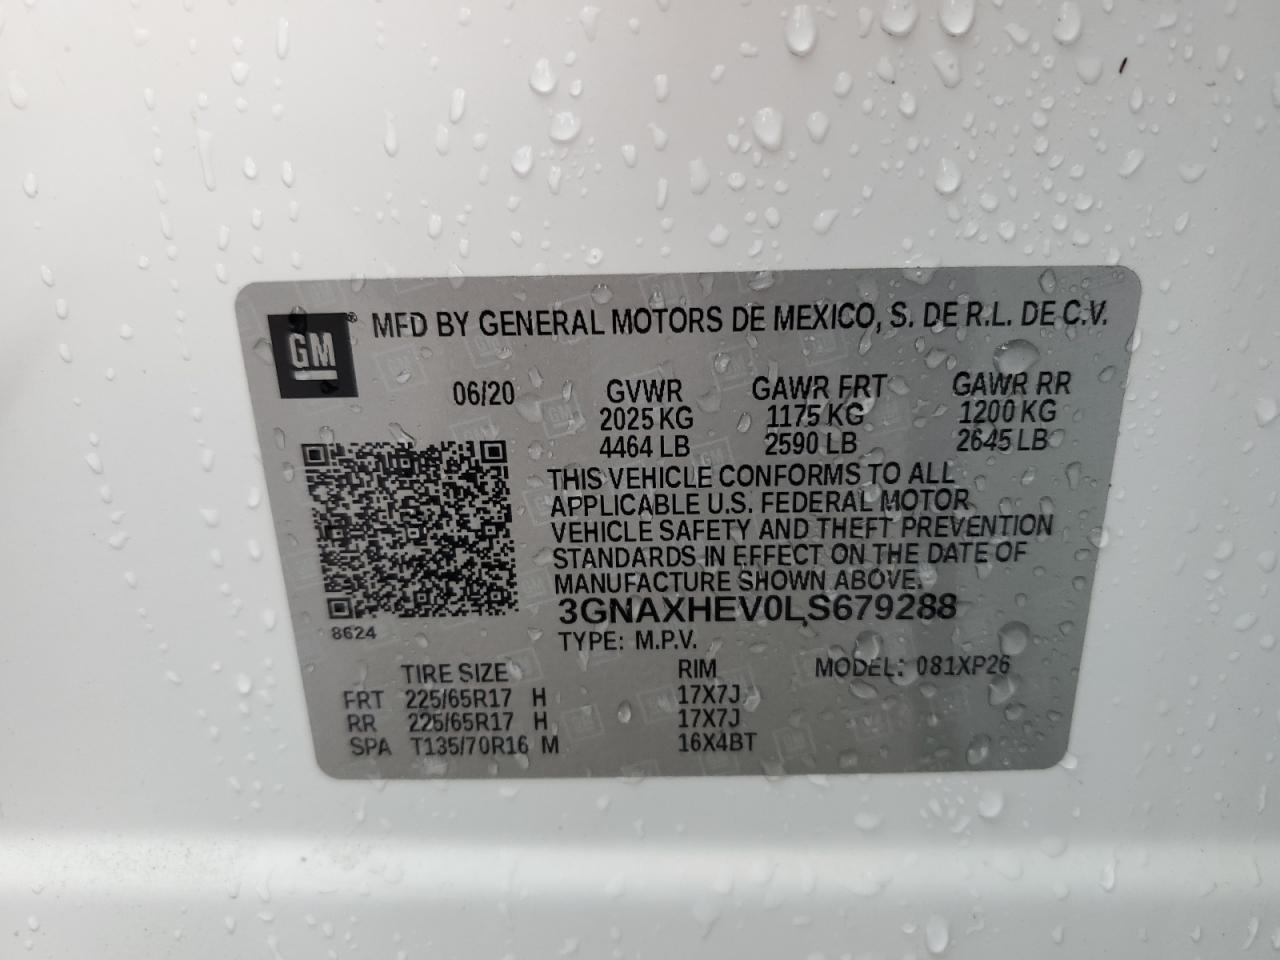 GM
MFD BY GENERAL MOTORS DE MEXICO, S. DE R.L. DE C.V.
06/20 GVWR GAWR FRT GAWR RR
2025 KG 1175 KG 1200 KG
4464 LB 2590 LB 2645 LB
THIS VEHICLE CONFORMS TO ALL
APPLICABLE U.S. FEDERAL MOTOR
VEHICLE SAFETY AND THEFT PREVENTION
STANDARDS IN EFFECT ON THE DATE OF
MANUFACTURE SHOWN ABOVE.
3GNAXHEV0LS679288
8624
TYPE: M.P.V.
TIRE SIZE RIM MODEL: 081XP26
FRT 225/65R17 H 17X7J
RR 225/65R17 H 17X7J
SPA T135/70R16 M 16X4BT